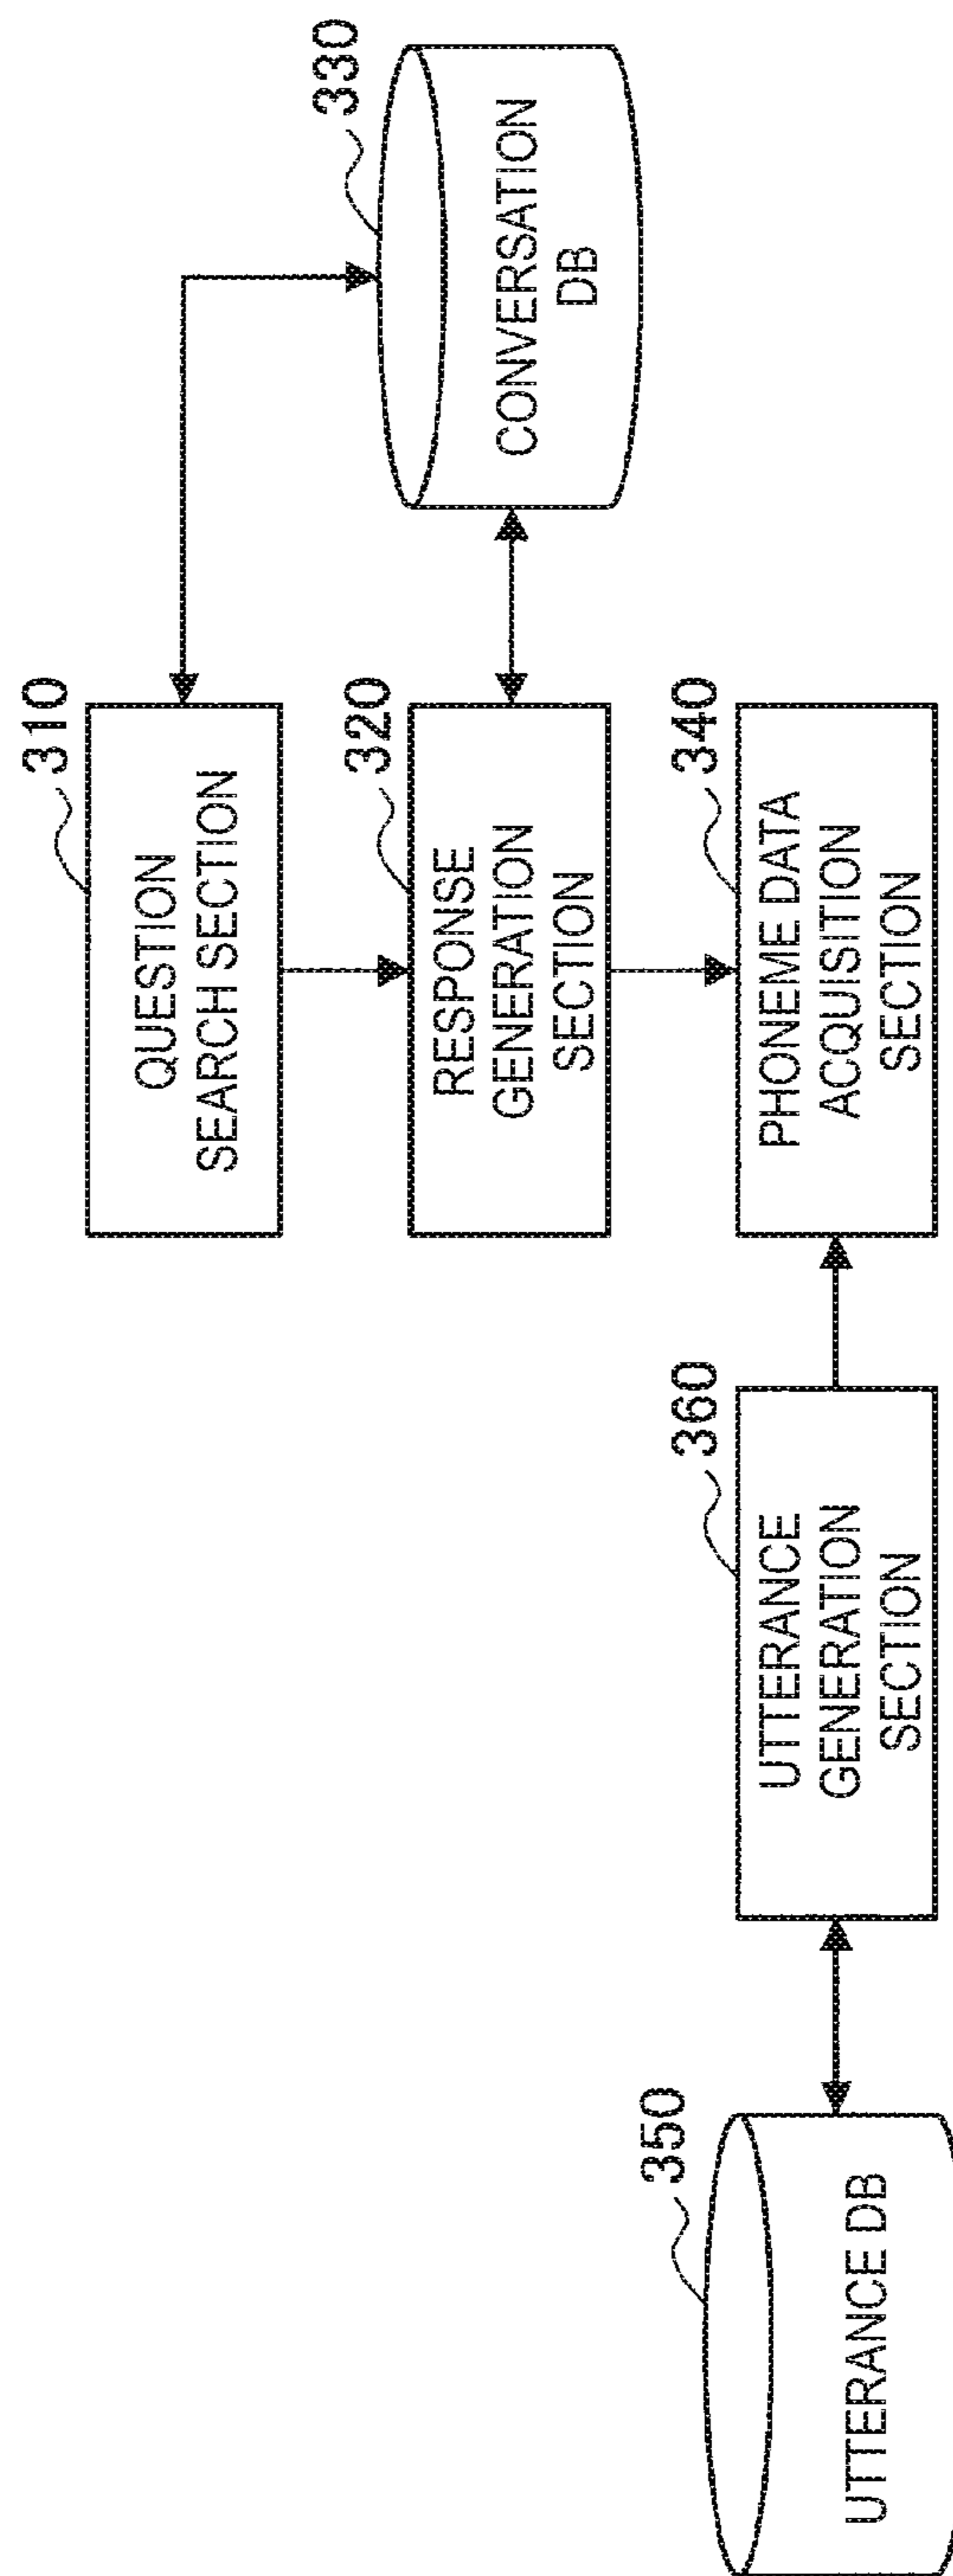 310
QUESTION
SEARCH SECTION
320
RESPONSE
GENERATION
SECTION
330
CONVERSATION
DB
340
PHONEME DATA
ACQUISITION
SECTION
360
UTTERANCE
GENERATION
SECTION
350
UTTERANCE DB